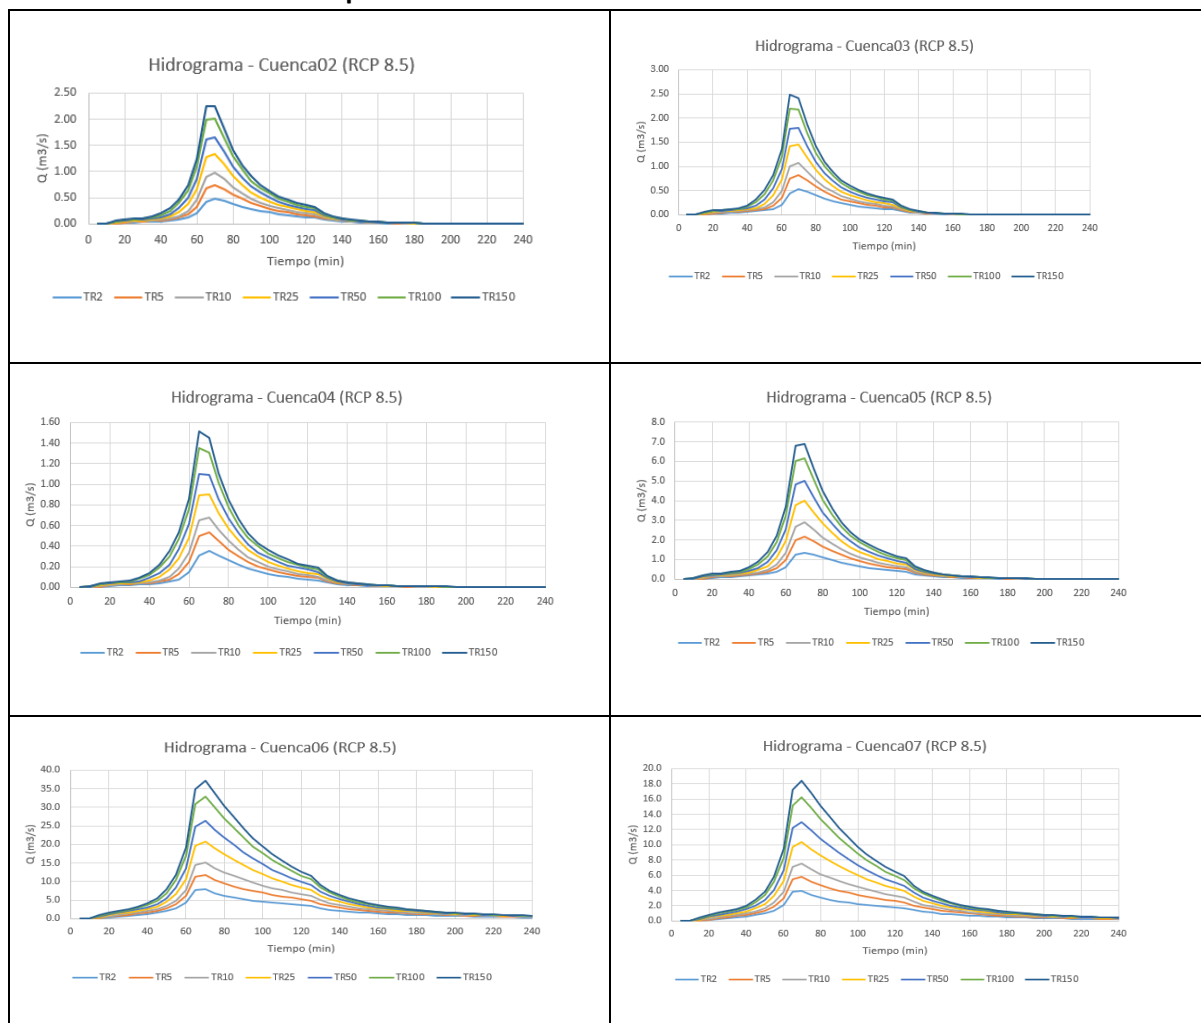 Hidrograma - Cuenca02 (RCP 8.5)
Q (m3/s)
2.50
2.00
1.50
1.00
0.50
0.00
0 20 40 60 80 100 120 140 160 180 200 220 240
Tiempo (min)
TR2 TR5 TR10 TR25 TR50 TR100 TR150
Hidrograma - Cuenca03 (RCP 8.5)
Q (m3/s)
3.00
2.50
2.00
1.50
1.00
0.50
0.00
0 20 40 60 80 100 120 140 160 180 200 220 240
Tiempo (min)
TR2 TR5 TR10 TR25 TR50 TR100 TR150
Hidrograma - Cuenca04 (RCP 8.5)
Q (m3/s)
1.60
1.40
1.20
1.00
0.80
0.60
0.40
0.20
0.00
0 20 40 60 80 100 120 140 160 180 200 220 240
Tiempo (min)
TR2 TR5 TR10 TR25 TR50 TR100 TR150
Hidrograma - Cuenca05 (RCP 8.5)
Q (m3/s)
8.0
7.0
6.0
5.0
4.0
3.0
2.0
1.0
0.0
0 20 40 60 80 100 120 140 160 180 200 220 240
Tiempo (min)
TR2 TR5 TR10 TR25 TR50 TR100 TR150
Hidrograma - Cuenca06 (RCP 8.5)
Q (m3/s)
40.0
35.0
30.0
25.0
20.0
15.0
10.0
5.0
0.0
0 20 40 60 80 100 120 140 160 180 200 220 240
Tiempo (min)
TR2 TR5 TR10 TR25 TR50 TR100 TR150
Hidrograma - Cuenca07 (RCP 8.5)
Q (m3/s)
20.0
18.0
16.0
14.0
12.0
10.0
8.0
6.0
4.0
2.0
0.0
0 20 40 60 80 100 120 140 160 180 200 220 240
Tiempo (min)
TR2 TR5 TR10 TR25 TR50 TR100 TR150